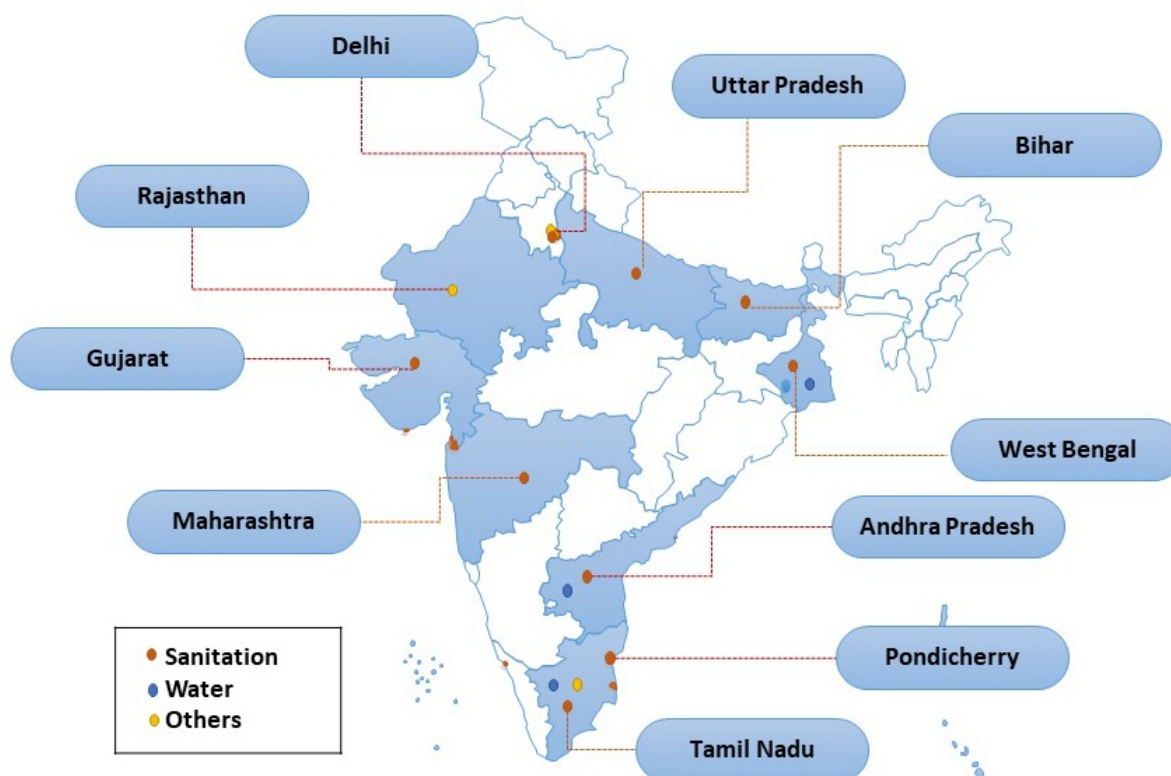 Delhi
Uttar Pradesh
Bihar
Rajasthan
Gujarat
West Bengal
Maharashtra
Andhra Pradesh
Sanitation
Water
Others
Pondicherry
Tamil Nadu